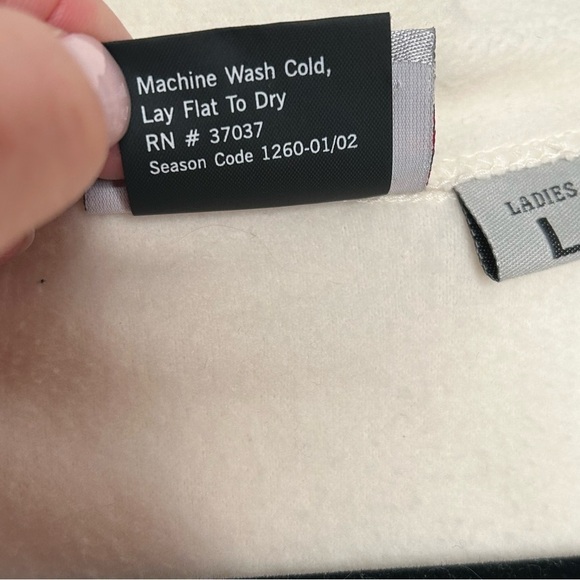 Machine Wash Cold,
Lay Flat To Dry
RN # 37037
Season Code 1260-01/02
LADIES
L